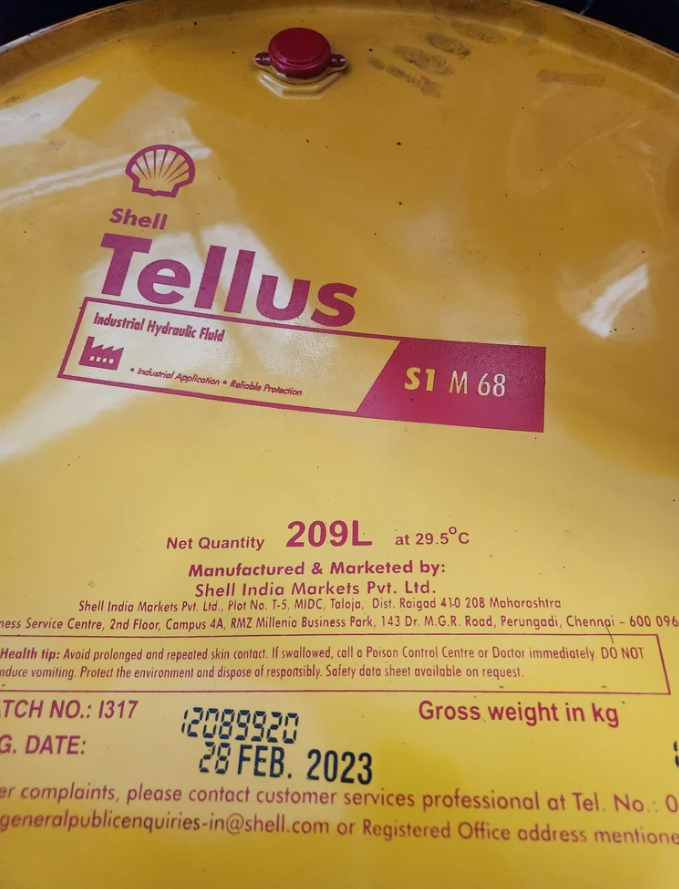 Shell
Tellus
Industrial Hydraulic Fluid
• Industrial Application • Reliable Protection
S1 M 68
Net Quantity 209L at 29.5°C
Manufactured & Marketed by:
Shell India Markets Pvt. Ltd.
Shell India Markets Pvt. Ltd., Plot No. T-5, MIDC, Taloja, Dist. Raigad 410 208 Maharashtra
ness Service Centre, 2nd Floor, Campus 4A, RMZ Millenia Business Park, 143 Dr. M.G.R. Road, Perungadi, Chennai – 600 096
Health tip: Avoid prolonged and repeated skin contact. If swallowed, call a Poison Control Centre or Doctor immediately. DO NOT
nduce vomiting. Protect the environment and dispose of responsibly. Safety data sheet available on request.
ATCH NO.: I317 12089920 Gross weight in kg
G. DATE: 28 FEB. 2023
er complaints, please contact customer services professional at Tel. No.: 0
generalpublicenquiries-in@shell.com or Registered Office address mentione